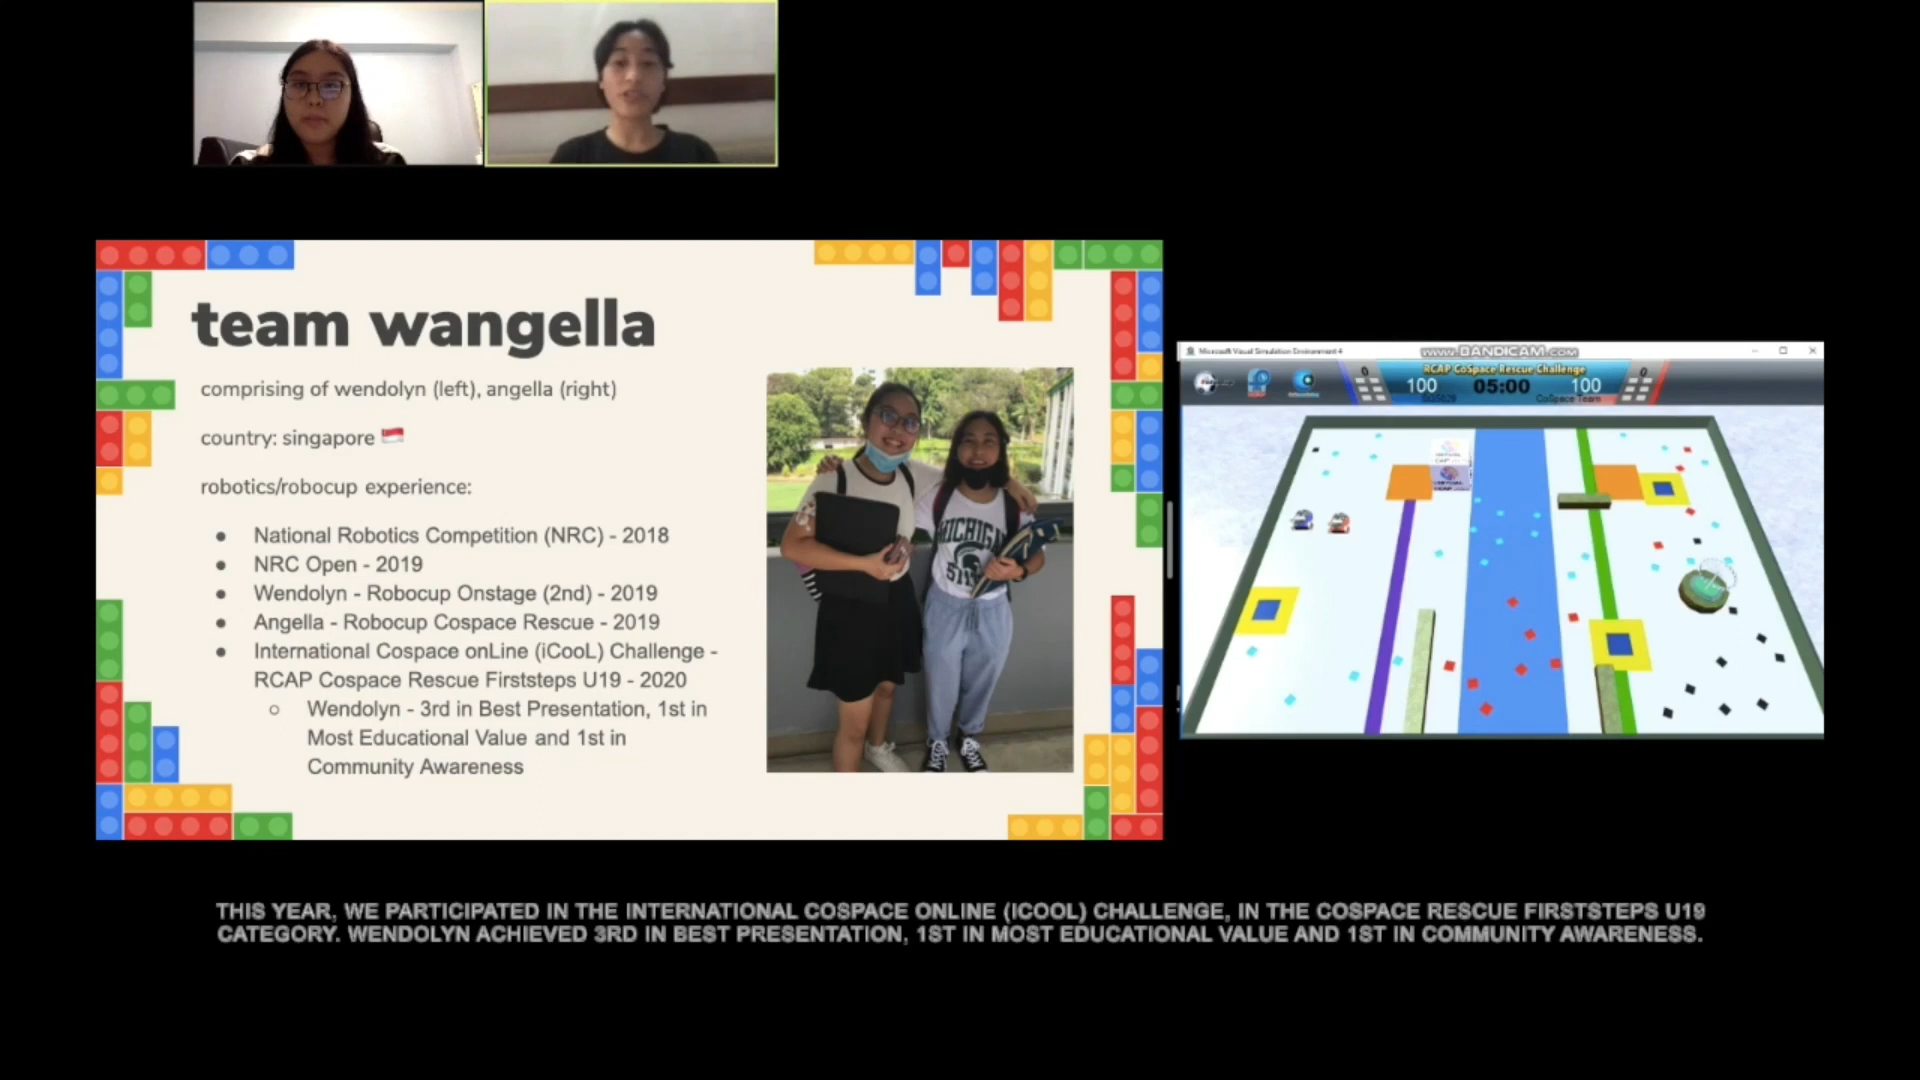 team wangella
comprising of wendolyn (left), angella (right)
country: singapore
robotics/robocup experience:
● National Robotics Competition (NRC) - 2018
● NRC Open - 2019
● Wendolyn - Robocup Onstage (2nd) - 2019
● Angella - Robocup Cospace Rescue - 2019
● International Cospace onLine (iCooL) Challenge -
RCAP Cospace Rescue Firststeps U19 - 2020
○ Wendolyn - 3rd in Best Presentation, 1st in
Most Educational Value and 1st in
Community Awareness
MICHIGAN
Microsoft Visual Simulation Environment 4
WWW.BANDICAM.COM
RCAP CoSpace Rescue Challenge
0 100 05:00 100 0
CoSpace Team
THIS YEAR, WE PARTICIPATED IN THE INTERNATIONAL COSPACE ONLINE (ICOOL) CHALLENGE, IN THE COSPACE RESCUE FIRSTSTEPS U19
CATEGORY. WENDOLYN ACHIEVED 3RD IN BEST PRESENTATION, 1ST IN MOST EDUCATIONAL VALUE AND 1ST IN COMMUNITY AWARENESS.